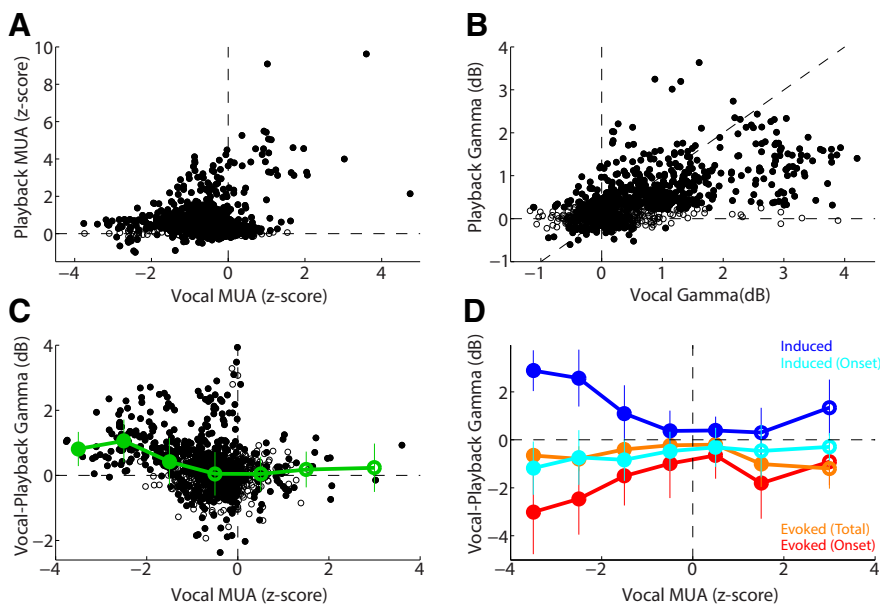 A
10
8
6
4
2
0
Playback MUA (z-score)
−4 −2 0 2 4
Vocal MUA (z-score)
B
4
3
2
1
0
−1
Playback Gamma (dB)
-1 0 1 2 3 4
Vocal Gamma(dB)
C
4
2
0
−2
Vocal-Playback Gamma (dB)
−4 −2 0 2 4
Vocal MUA (z-score)
D
Induced
Induced (Onset)
2
0
−2
−4
Vocal-Playback Gamma (dB)
Evoked (Total)
Evoked (Onset)
−4 −2 0 2 4
Vocal MUA (z-score)